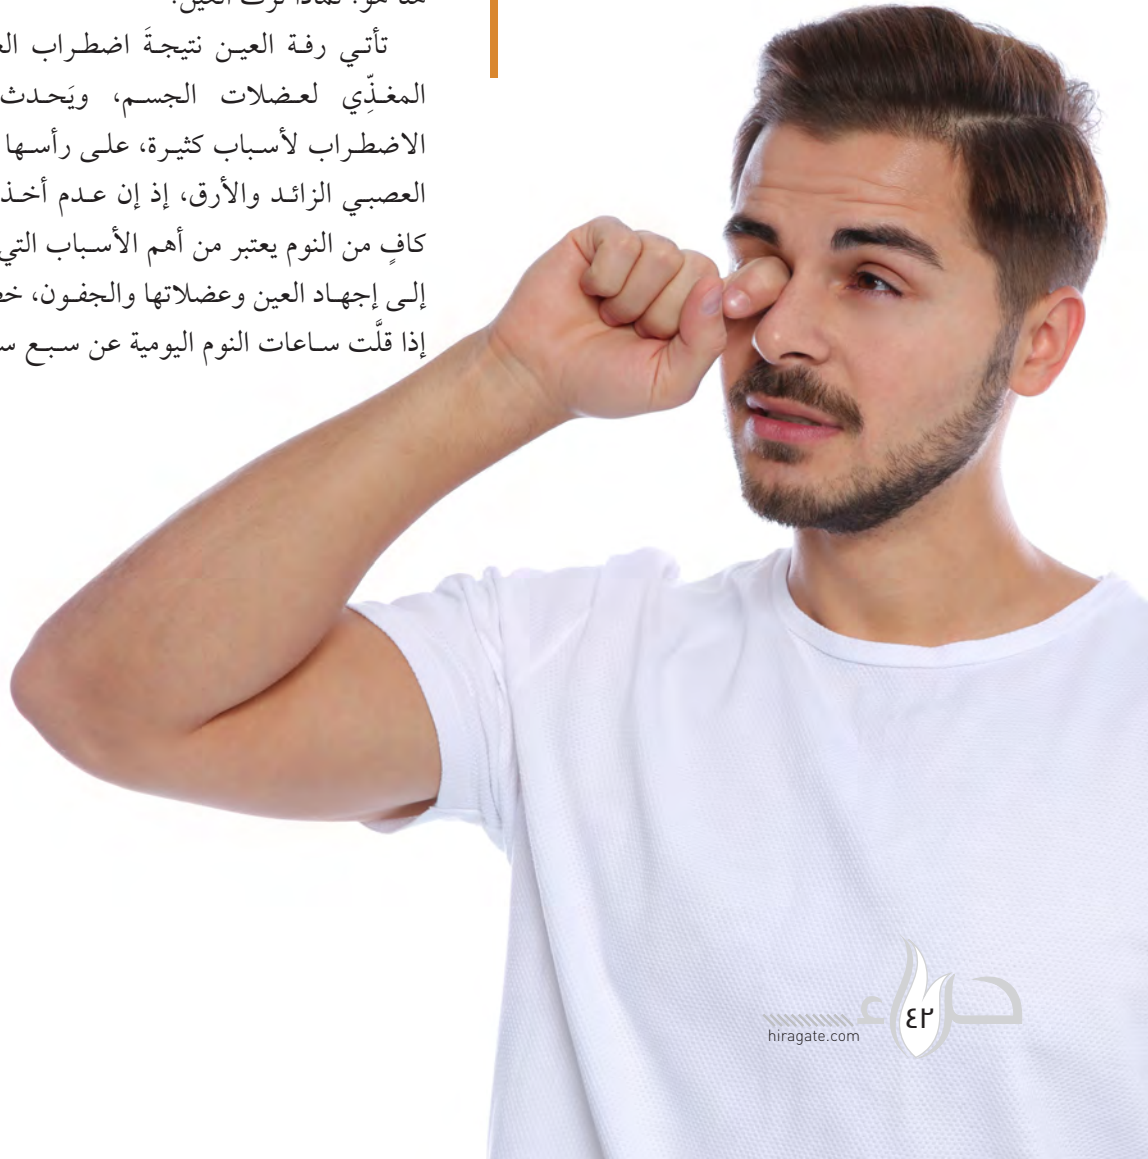 تأتي رفة العين نتيجةَ اضطراب
المغذِّي لعضلات الجسم، ويَحدث
الاضطراب لأسباب كثيرة، على رأسها
العصبي الزائد والأرق، إذ إن عدم أخذ
كافٍ من النوم يعتبر من أهم الأسباب التي
إلى إجهاد العين وعضلاتها والجفون،
إذا قلَّت ساعات النوم اليومية عن سبع
حراء
٤٢
hiragate.com